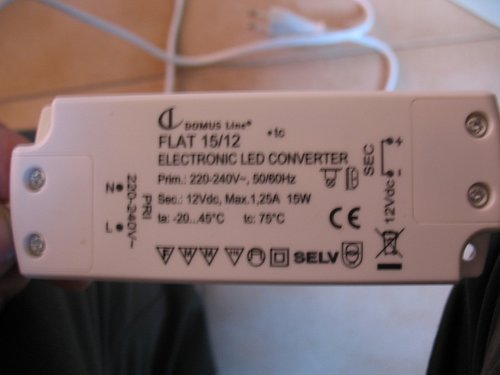 DOMUS Line®
•tc
FLAT 15/12
ELECTRONIC LED CONVERTER
Prim.: 220-240V~, 50/60Hz
Sec.: 12Vdc, Max.1,25A 15W
ta: -20...45°C tc: 75°C
F
SELV
CE
PRI
220-240V~
N
L
SEC
12Vdc
+
-